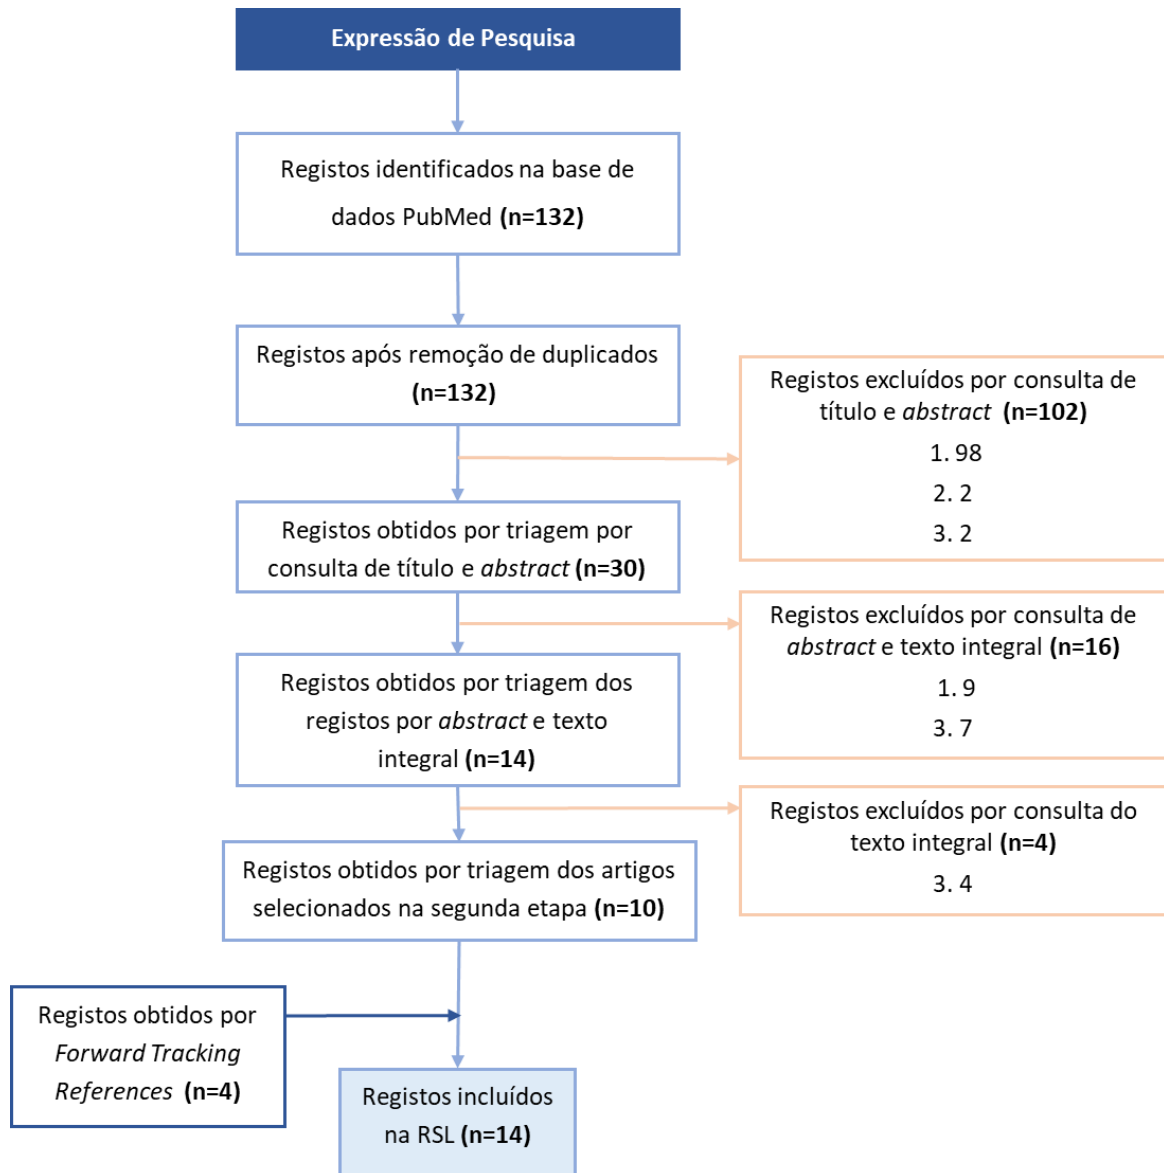 Expressão de Pesquisa
Registos identificados na base de
dados PubMed (n=132)
Registos após remoção de duplicados
(n=132)
Registos excluídos por consulta de
título e abstract (n=102)
1. 98
2. 2
3. 2
Registos obtidos por triagem por
consulta de título e abstract (n=30)
Registos excluídos por consulta de
abstract e texto integral (n=16)
1. 9
3. 7
Registos obtidos por triagem dos
registos por abstract e texto
integral (n=14)
Registos excluídos por consulta do
texto integral (n=4)
3. 4
Registos obtidos por triagem dos artigos
selecionados na segunda etapa (n=10)
Registos obtidos por
Forward Tracking
References (n=4)
Registos incluídos
na RSL (n=14)